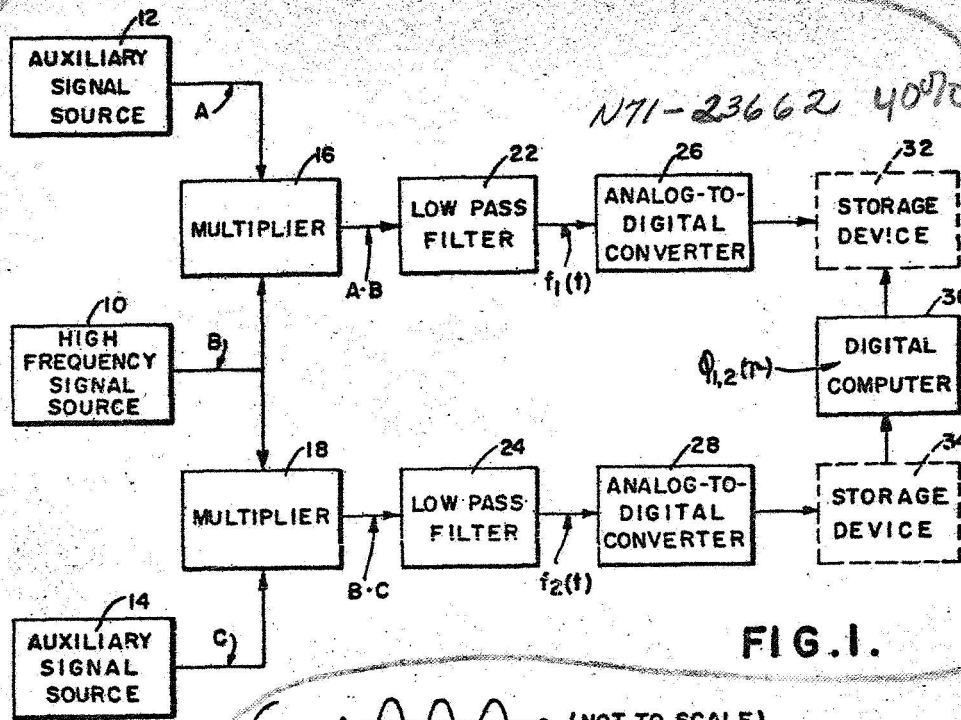 12
AUXILIARY
SIGNAL
SOURCE
A
N71-23662
16
MULTIPLIER
A·B
22
LOW PASS
FILTER
f1(t)
26
ANALOG-TO-
DIGITAL
CONVERTER
32
STORAGE
DEVICE
10
HIGH
FREQUENCY
SIGNAL
SOURCE
B
DIGITAL
COMPUTER
18
MULTIPLIER
B·C
24
LOW PASS
FILTER
f2(t)
28
ANALOG-TO-
DIGITAL
CONVERTER
34
STORAGE
DEVICE
14
AUXILIARY
SIGNAL
SOURCE
C
FIG.1.
(NOT TO SCALE)